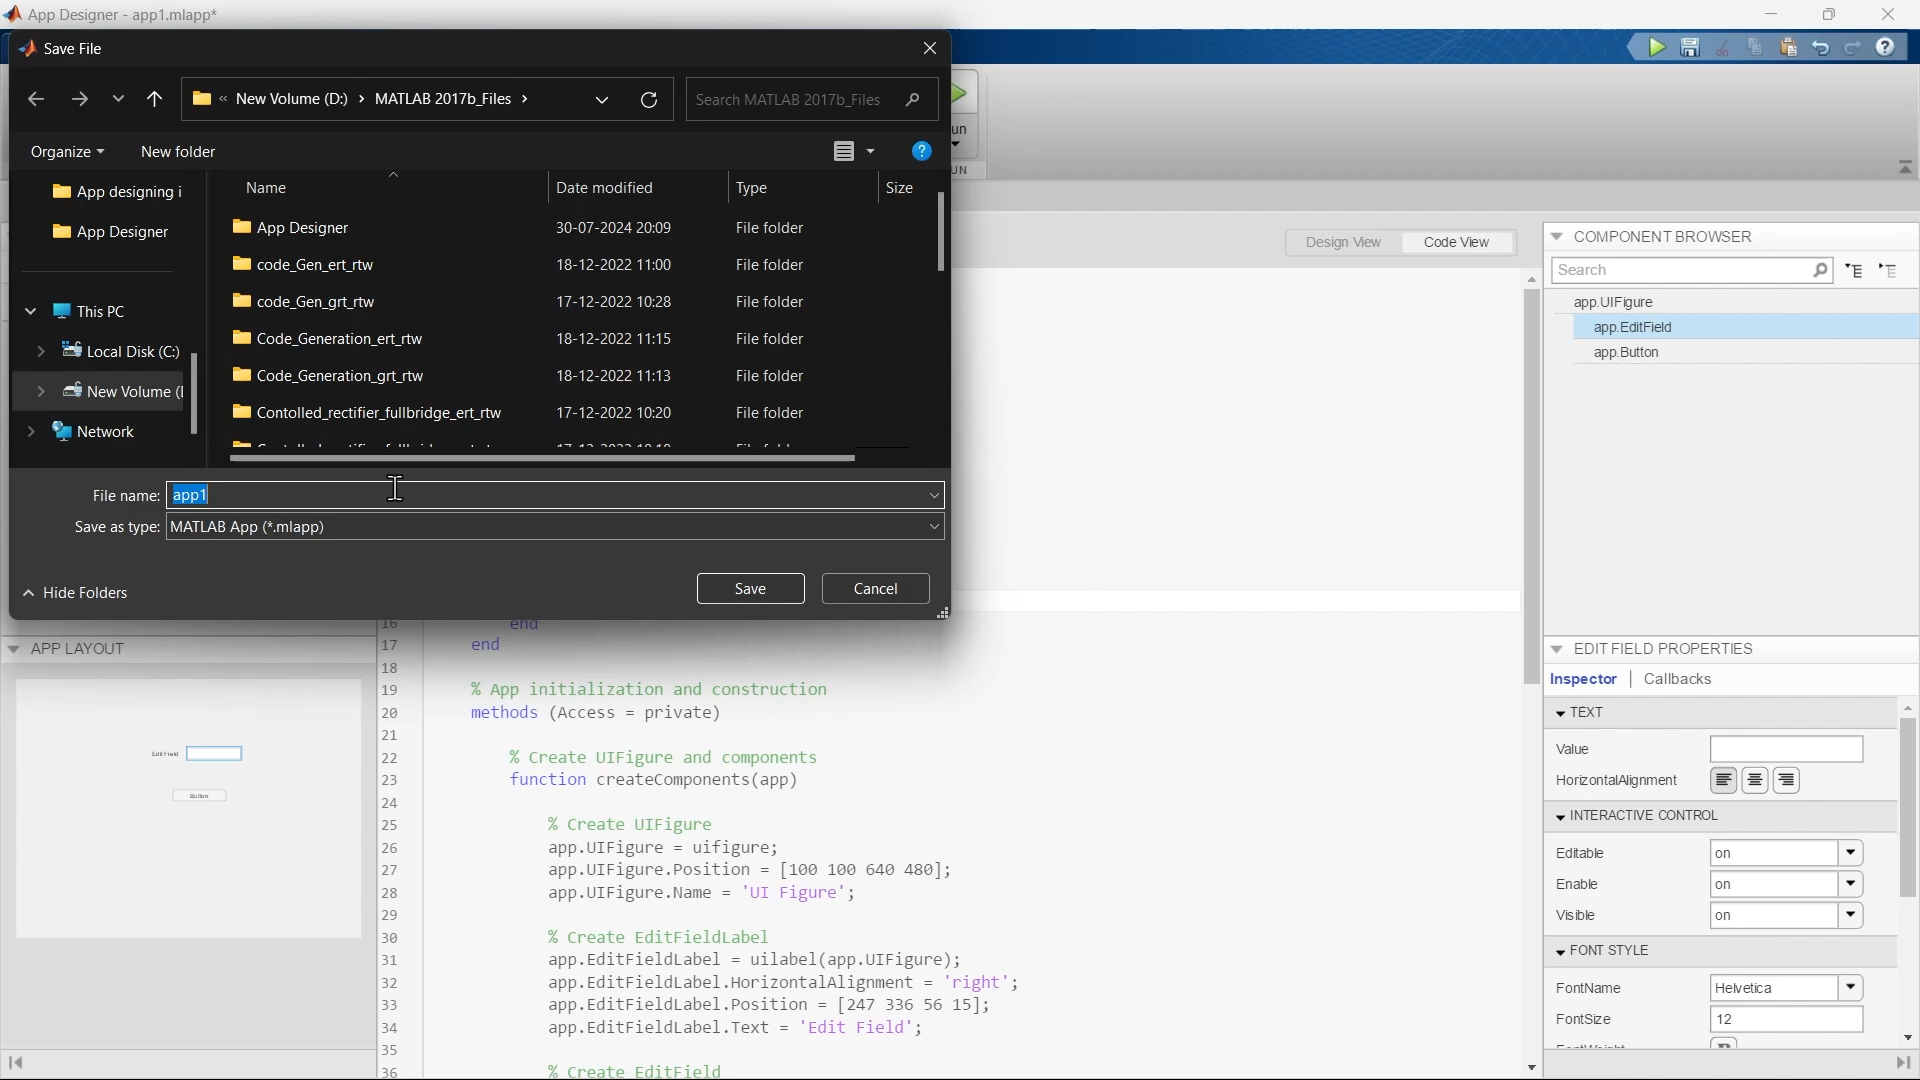 App Designer - app1.mlapp*
Save File
« New Volume (D:) › MATLAB 2017b_Files ›
Search MATLAB 2017b_Files
Organize
New folder
Name
Date modified
Type
Size
App designing i
App Designer
This PC
Local Disk (C:)
New Volume (
Network
App Designer 30-07-2024 20:09 File folder
code_Gen_ert_rtw 18-12-2022 11:00 File folder
code_Gen_grt_rtw 17-12-2022 10:28 File folder
Code_Generation_ert_rtw 18-12-2022 11:15 File folder
Code_Generation_grt_rtw 18-12-2022 11:13 File folder
Contolled_rectifier_fullbridge_ert_rtw 17-12-2022 10:20 File folder
File name: app1
Save as type: MATLAB App (*.mlapp)
Hide Folders
Save
Cancel
un
UN
Design View
Code View
APP LAYOUT
Edit Field
Button
16 end
17 end
18
19 % App initialization and construction
20 methods (Access = private)
21
22 % Create UIFigure and components
23 function createComponents(app)
24
25 % Create UIFigure
26 app.UIFigure = uifigure;
27 app.UIFigure.Position = [100 100 640 480];
28 app.UIFigure.Name = 'UI Figure';
29
30 % Create EditFieldLabel
31 app.EditFieldLabel = uilabel(app.UIFigure);
32 app.EditFieldLabel.HorizontalAlignment = 'right';
33 app.EditFieldLabel.Position = [247 336 56 15];
34 app.EditFieldLabel.Text = 'Edit Field';
35
36 % Create EditField
COMPONENT BROWSER
Search
app.UIFigure
app.EditField
app.Button
EDIT FIELD PROPERTIES
Inspector | Callbacks
TEXT
Value
HorizontalAlignment
INTERACTIVE CONTROL
Editable on
Enable on
Visible on
FONT STYLE
FontName Helvetica
FontSize 12